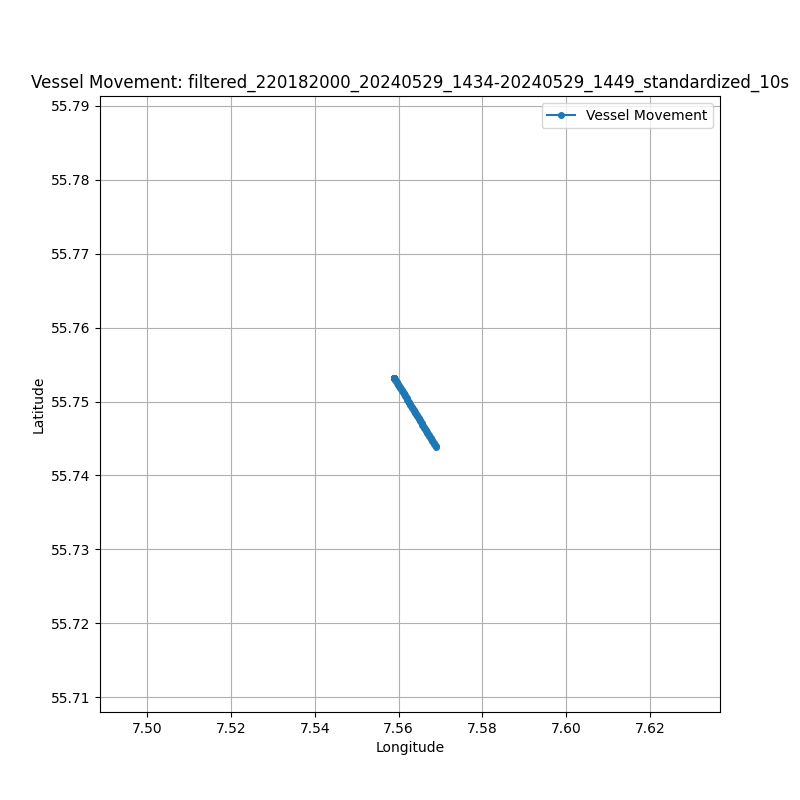 Vessel Movement: filtered_220182000_20240529_1434-20240529_1449_standardized_10s
Vessel Movement
55.79
55.78
55.77
55.76
55.75
55.74
55.73
55.72
55.71
Latitude
7.50 7.52 7.54 7.56 7.58 7.60 7.62
Longitude